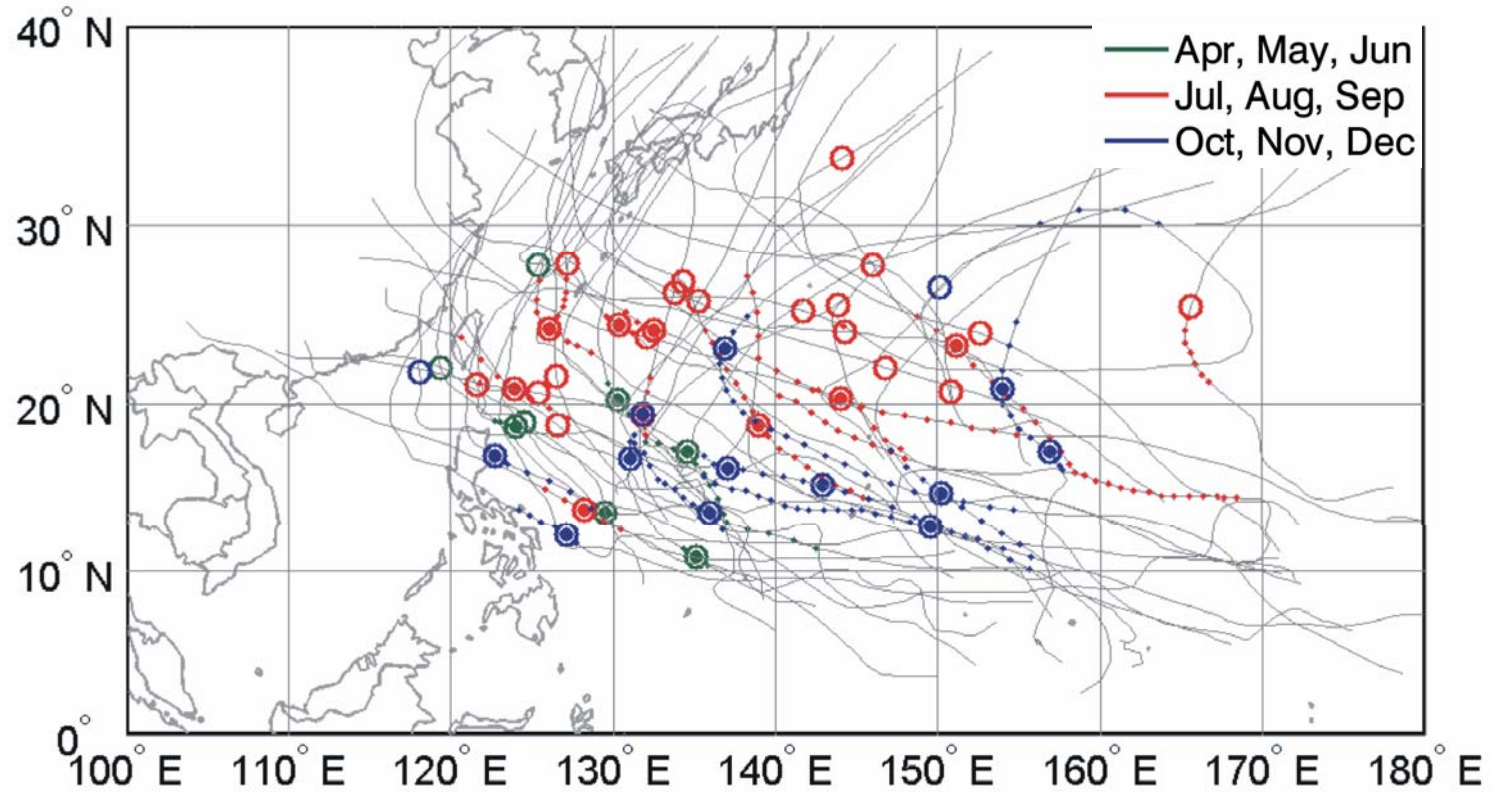 40° N
Apr, May, Jun
Jul, Aug, Sep
Oct, Nov, Dec
30° N
20° N
10° N
0°
100° E 110° E 120° E 130° E 140° E 150° E 160° E 170° E 180° E